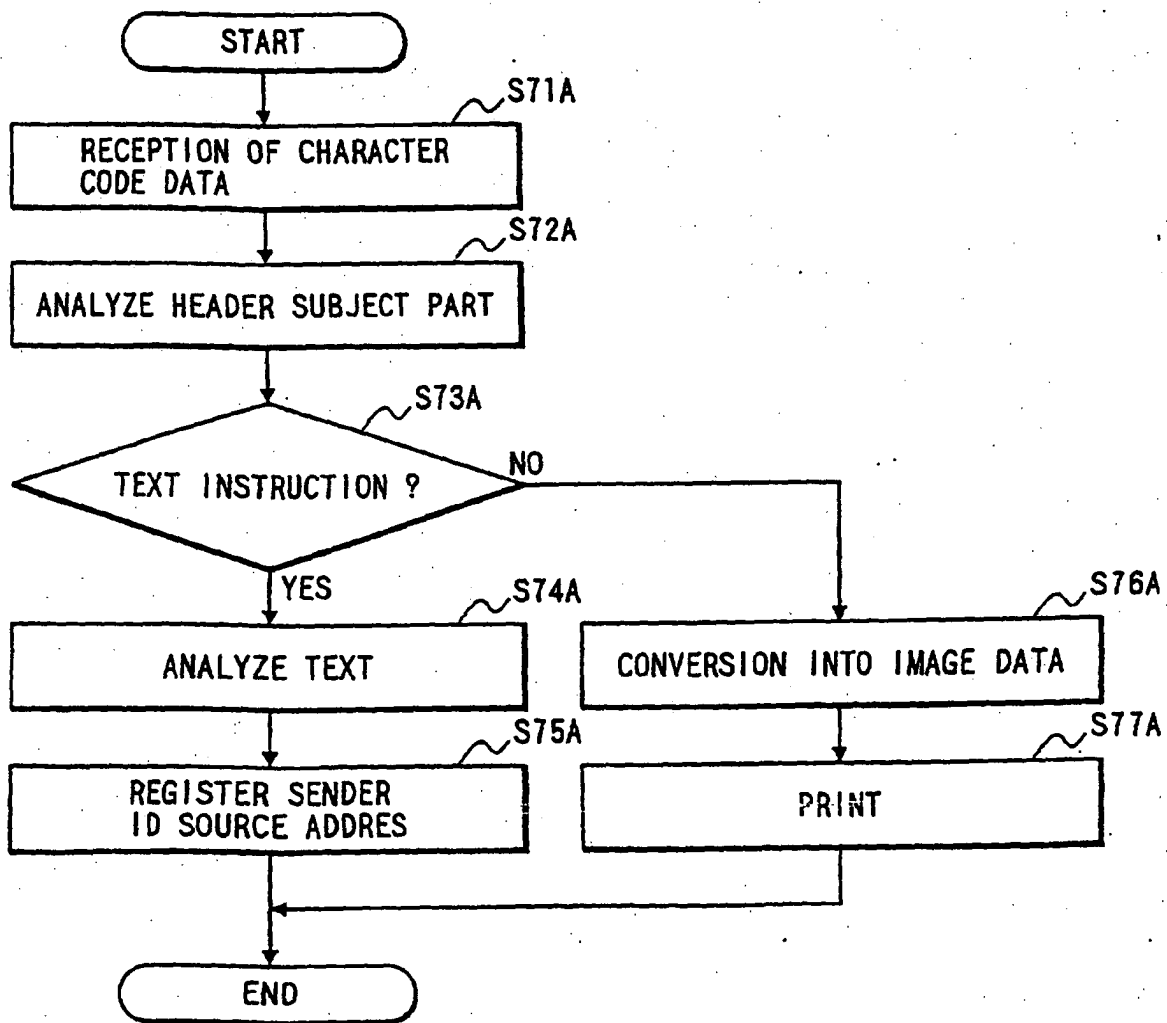 START
S71A
RECEPTION OF CHARACTER
CODE DATA
S72A
ANALYZE HEADER SUBJECT PART
S73A
TEXT INSTRUCTION ?
NO
YES
S74A
ANALYZE TEXT
S76A
CONVERSION INTO IMAGE DATA
S75A
REGISTER SENDER
ID SOURCE ADDRES
S77A
PRINT
END